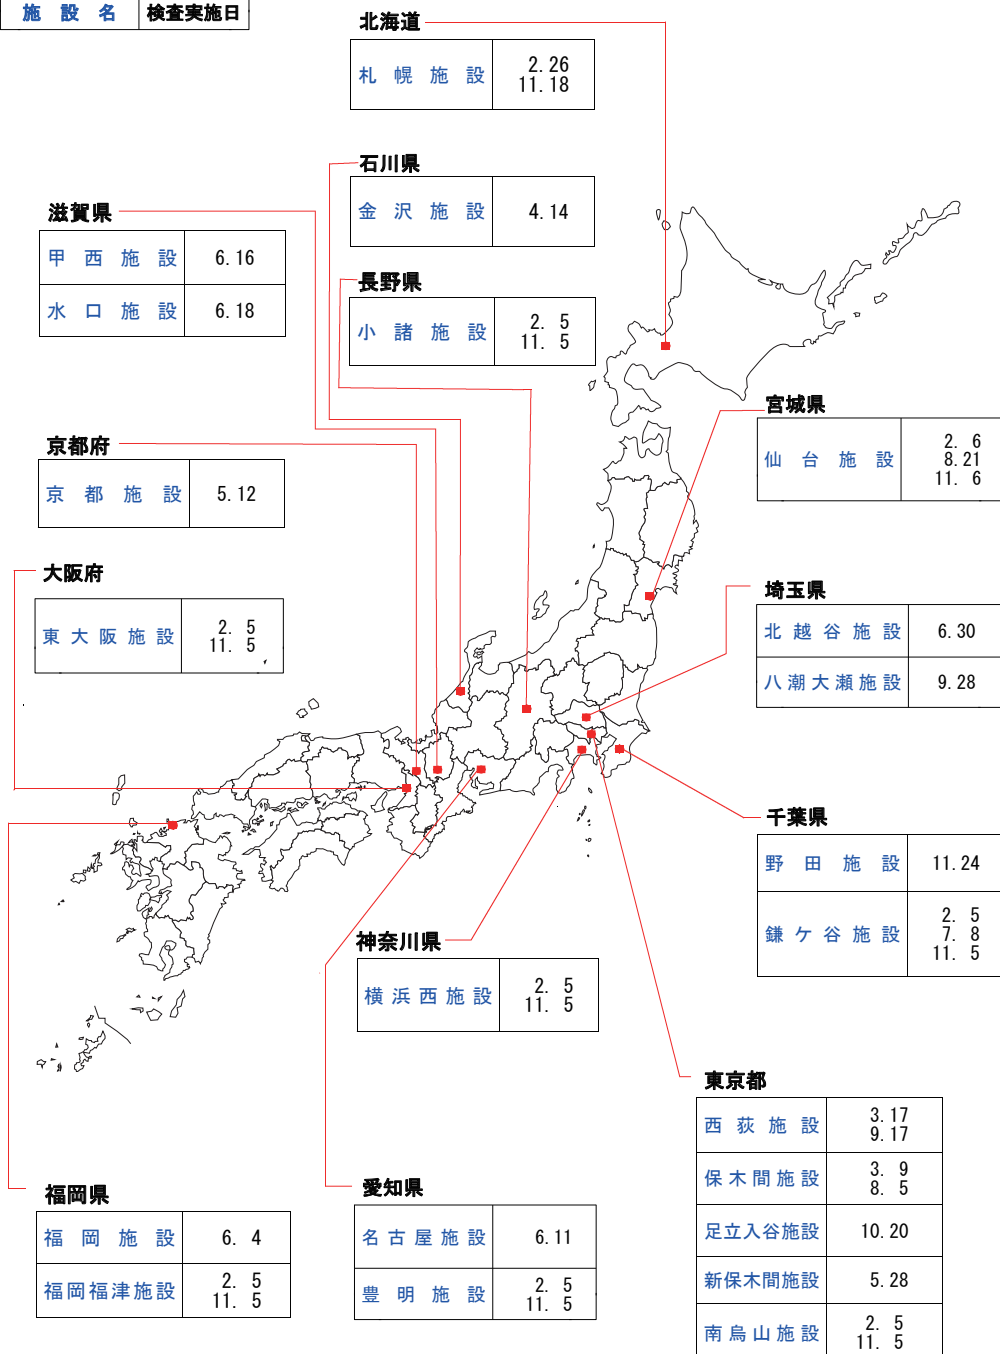 施設名 検査実施日
北海道
札幌施設 2.26
11.18
石川県
金沢施設 4.14
滋賀県
甲西施設 6.16
水口施設 6.18
長野県
小諸施設 2. 5
11. 5
宮城県
仙台施設 2. 6
8.21
11. 6
京都府
京都施設 5.12
大阪府
東大阪施設 2. 5
11. 5
埼玉県
北越谷施設 6.30
八潮大瀬施設 9.28
千葉県
野田施設 11.24
鎌ケ谷施設 2. 5
7. 8
11. 5
神奈川県
横浜西施設 2. 5
11. 5
東京都
西荻施設 3.17
9.17
保木間施設 3. 9
8. 5
足立入谷施設 10.20
新保木間施設 5.28
南烏山施設 2. 5
11. 5
福岡県
福岡施設 6. 4
福岡福津施設 2. 5
11. 5
愛知県
名古屋施設 6.11
豊明施設 2. 5
11. 5